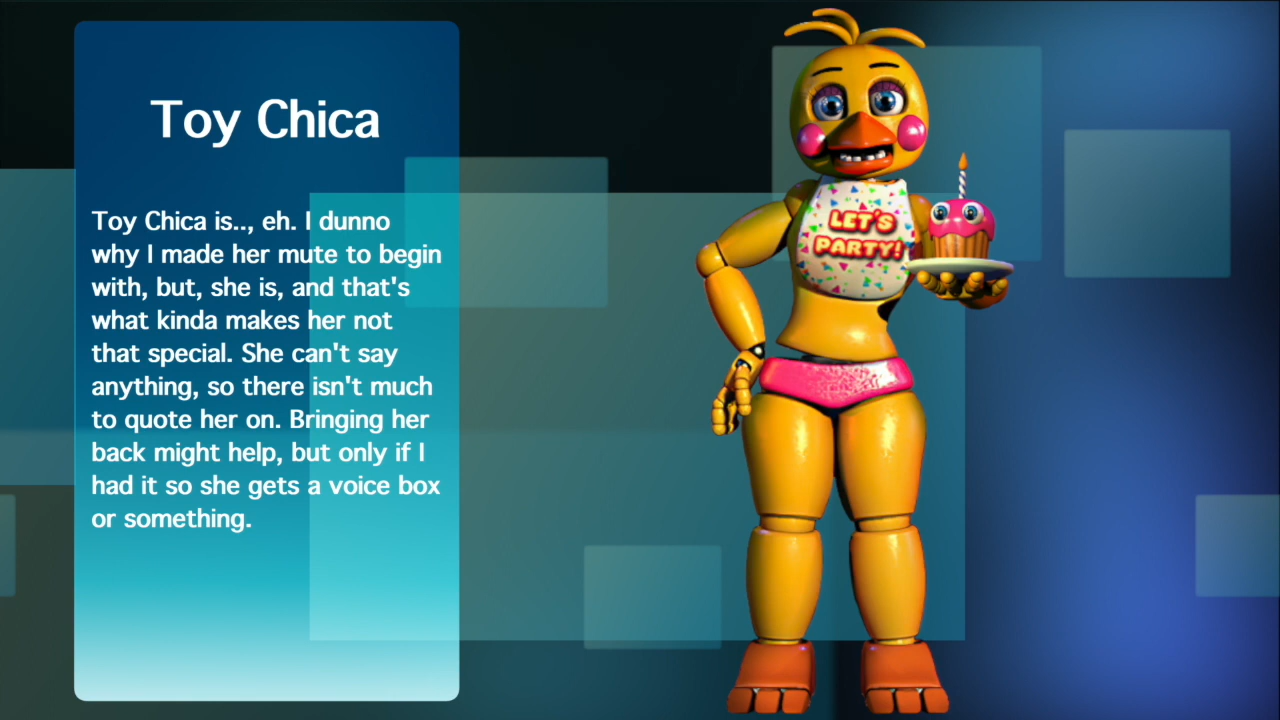 Toy Chica
Toy Chica is.., eh. I dunno
why I made her mute to begin
with, but, she is, and that's
what kinda makes her not
that special. She can't say
anything, so there isn't much
to quote her on. Bringing her
back might help, but only if I
had it so she gets a voice box
or something.
LET'S
PARTY!